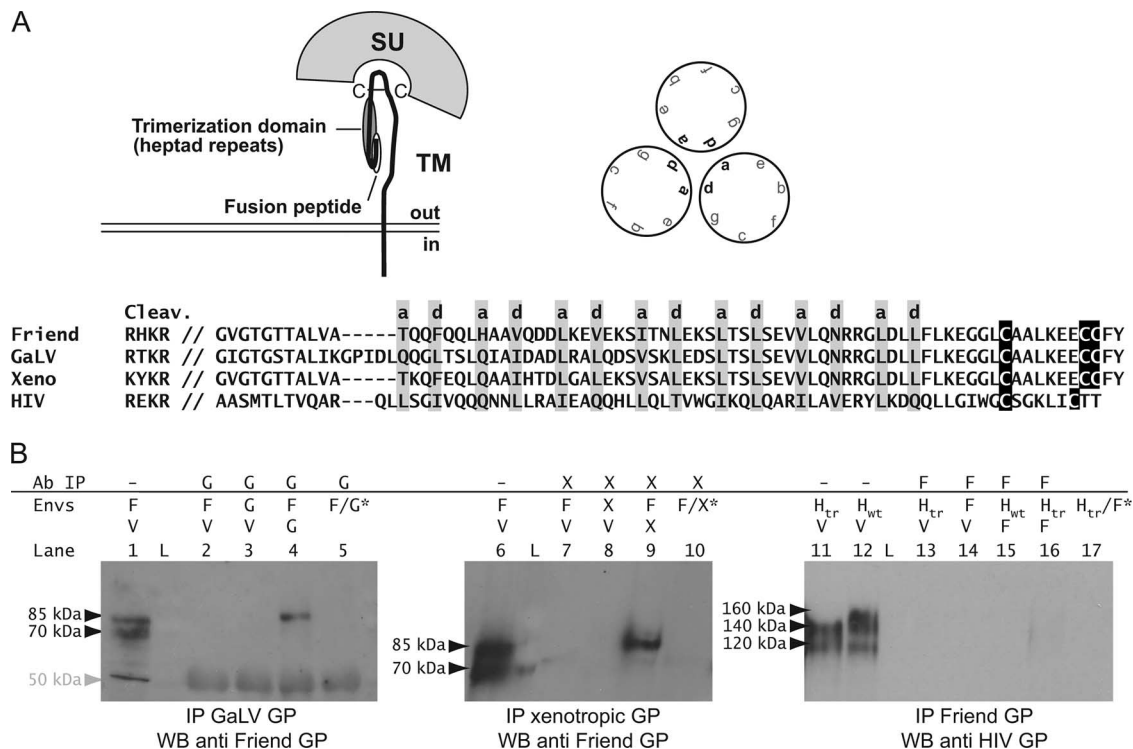 A
SU
C C
Trimerization domain
(heptad repeats)
TM
Fusion peptide
out
in
f
b c
e g
a d
g d
c a
f e
b
a e
d b
g f
c
Cleav. a d a d a d a d a d a d
Friend RHKR // GVGTGTTALVA-----TQQFQQLHAAVQDDLKEVEKSITNLEKSLTSLSEVVLQNRRGLDLLFLKEGGLCAALKEECCFY
GaLV RTKR // GIGTGSTALIKGPIDLQQGLTSLQIAIDADLRALQDSVSKLEDSLTSLSEVVLQNRRGLDLLFLKEGGLCAALKEECCFY
Xeno KYKR // GVGTGTTALVA-----TKQFEQLQAAIHTDLGALEKSVSALEKSLTSLSEVVLQNRRGLDLLFLKEGGLCAALKEECCFY
HIV REKR // AASMTLTVQAR---QLLSGIVQQQNNLLRAIEAQQHLLQLTVWGIKQLQARILAVERYLKDQQLLGIWGCSGKLICTT
B
Ab IP – G G G G – X X X X – – F F F F
Envs F F G F F/G* F F X F F/X* Htr Hwt Htr F Hwt Htr Htr/F*
V V V G V V V X V V V V F F
Lane 1 L 2 3 4 5 6 L 7 8 9 10 11 12 L 13 14 15 16 17
85 kDa
70 kDa
50 kDa
85 kDa
70 kDa
160 kDa
140 kDa
120 kDa
IP GaLV GP
WB anti Friend GP
IP xenotropic GP
WB anti Friend GP
IP Friend GP
WB anti HIV GP